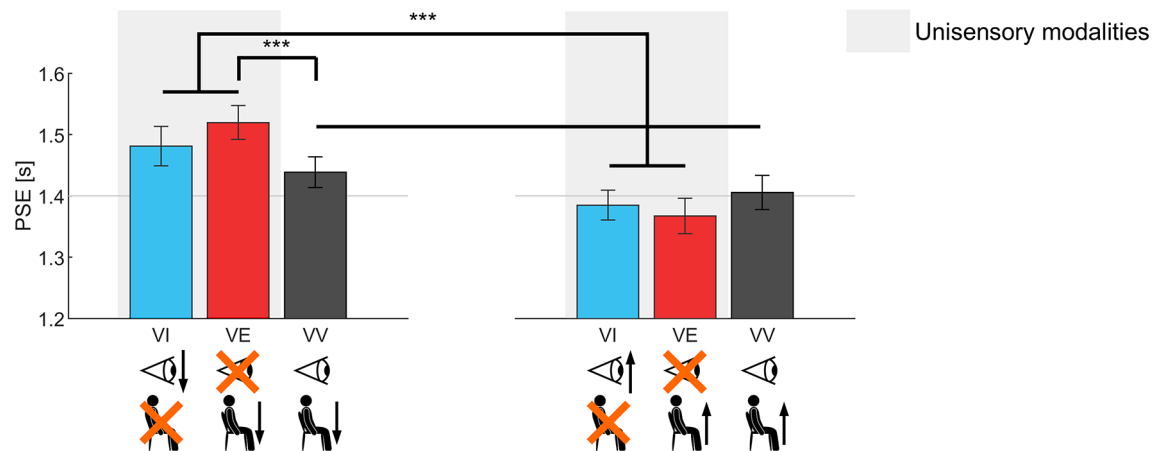 ***
Unisensory modalities
***
1.6
1.5
1.4
1.3
1.2
PSE [s]
VI VE VV VI VE VV